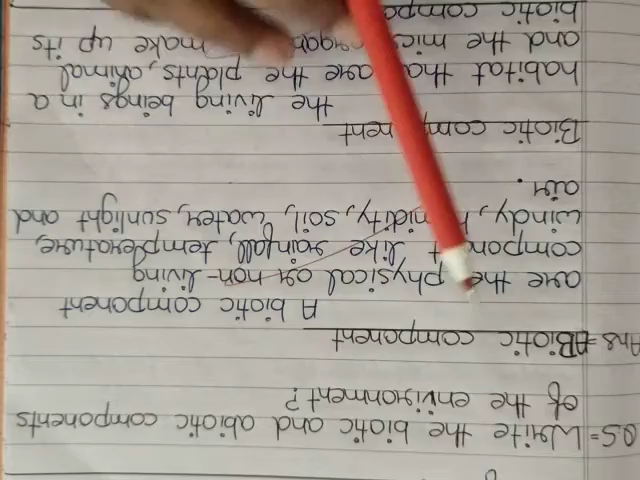 Q5= Write the biotic and abiotic components
of the environment?
Ans= ABiotic component
A biotic component
are the physical or non-living
component like rainfall, temperature,
windy, humidity, soil, water, sunlight and
air.
Biotic component
the living beings in a
habitat that are the plants, animal
and the make up its
biotic